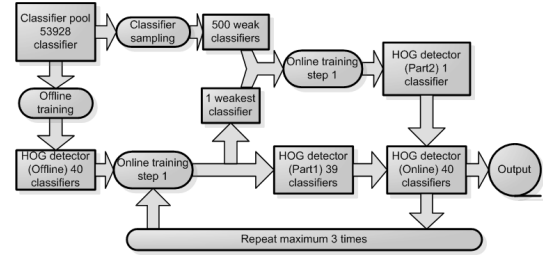 Classifier pool
53928
classifier
Classifier
sampling
500 weak
classifiers
Online training
step 1
HOG detector
(Part2) 1
classifier
Offline
training
1 weakest
classifier
HOG detector
(Offline) 40
classifiers
Online training
step 1
HOG detector
(Part1) 39
classifiers
HOG detector
(Online) 40
classifiers
Output
Repeat maximum 3 times